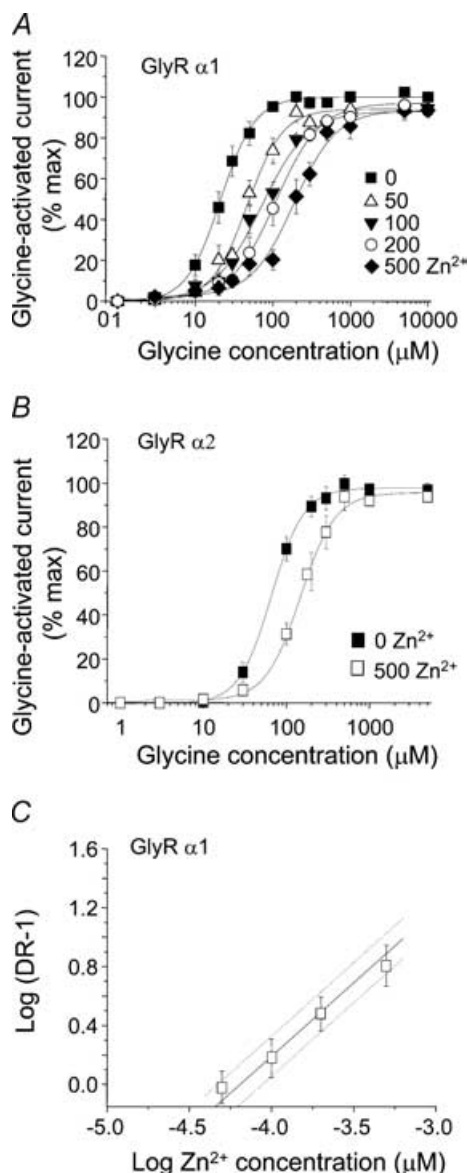 A
GlyR α1
Glycine-activated current
(% max)
120
100
80
60
40
20
0
0
50
100
200
500 Zn²⁺
01 10 100 1000 10000
Glycine concentration (μM)
B
GlyR α2
Glycine-activated current
(% max)
120
100
80
60
40
20
0
0 Zn²⁺
500 Zn²⁺
1 10 100 1000
Glycine concentration (μM)
C
GlyR α1
Log (DR-1)
1.6
1.2
0.8
0.4
0.0
-5.0 -4.5 -4.0 -3.5 -3.0
Log Zn²⁺ concentration (μM)